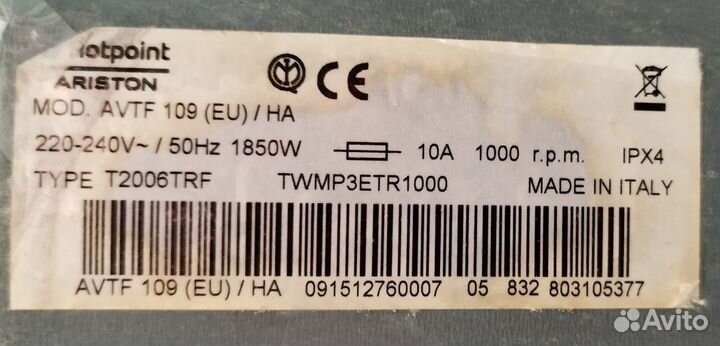 Hotpoint
ARISTON
CE
MOD. AVTF 109 (EU) / HA
220-240V~ / 50Hz 1850W 10A 1000 r.p.m. IPX4
TYPE T2006TRF TWMP3ETR1000 MADE IN ITALY
AVTF 109 (EU) / HA 091512760007 05 832 803105377
Avito